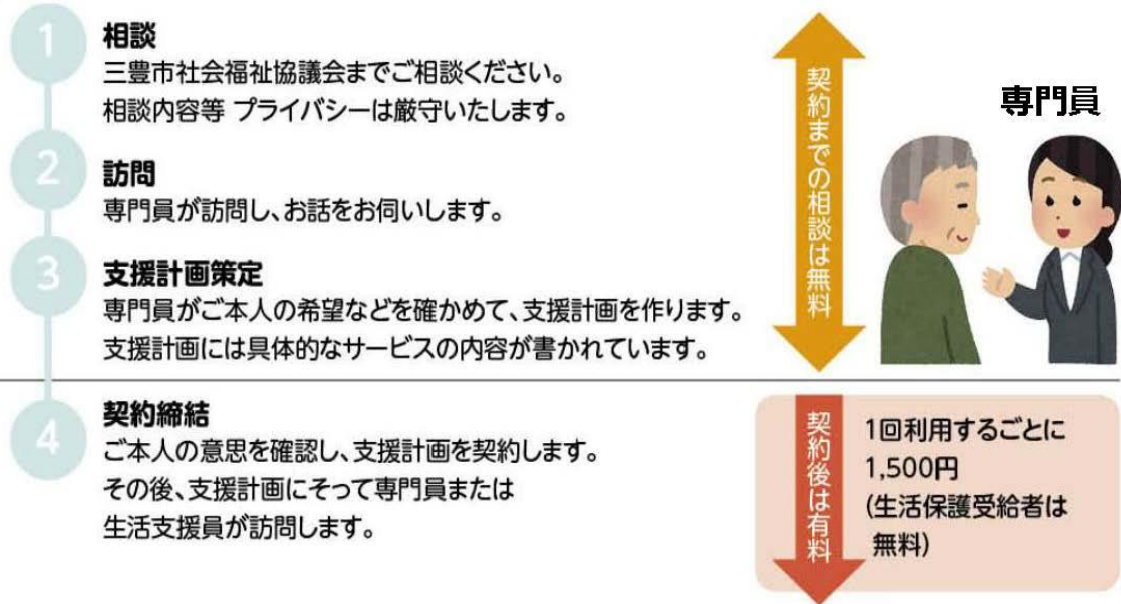 1
相談
三豊市社会福祉協議会までご相談ください。
相談内容等 プライバシーは厳守いたします。
2
訪問
専門員が訪問し、お話をお伺いします。
3
支援計画策定
専門員がご本人の希望などを確かめて、支援計画を作ります。
支援計画には具体的なサービスの内容が書かれています。
契約までの相談は無料
専門員
4
契約締結
ご本人の意思を確認し、支援計画を契約します。
その後、支援計画にそって専門員または
生活支援員が訪問します。
契約後は有料
1回利用するごとに
1,500円
(生活保護受給者は
無料)